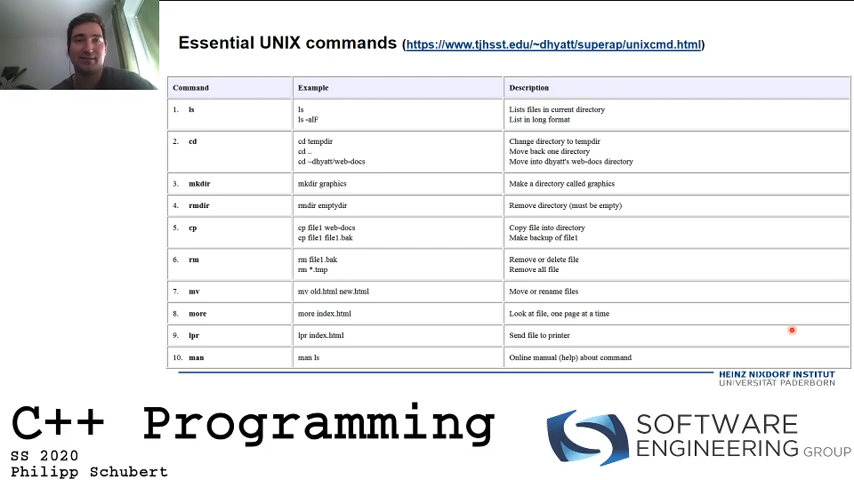 Essential UNIX commands (https://www.tjhsst.edu/~dhyatt/superap/unixcmd.html)
Command Example Description
1. ls ls Lists files in current directory
ls -alF List in long format
2. cd cd tempdir Change directory to tempdir
cd .. Move back one directory
cd ~dhyatt/web-docs Move into dhyatt's web-docs directory
3. mkdir mkdir graphics Make a directory called graphics
4. rmdir rmdir emptydir Remove directory (must be empty)
5. cp cp file1 web-docs Copy file into directory
cp file1 file1.bak Make backup of file1
6. rm rm file1.bak Remove or delete file
rm *.tmp Remove all file
7. mv mv old.html new.html Move or rename files
8. more more index.html Look at file, one page at a time
9. lpr lpr index.html Send file to printer
10. man man ls Online manual (help) about command
HEINZ NIXDORF INSTITUT
UNIVERSITÄT PADERBORN
C++ Programming
SS 2020
Philipp Schubert
SOFTWARE
ENGINEERING GROUP